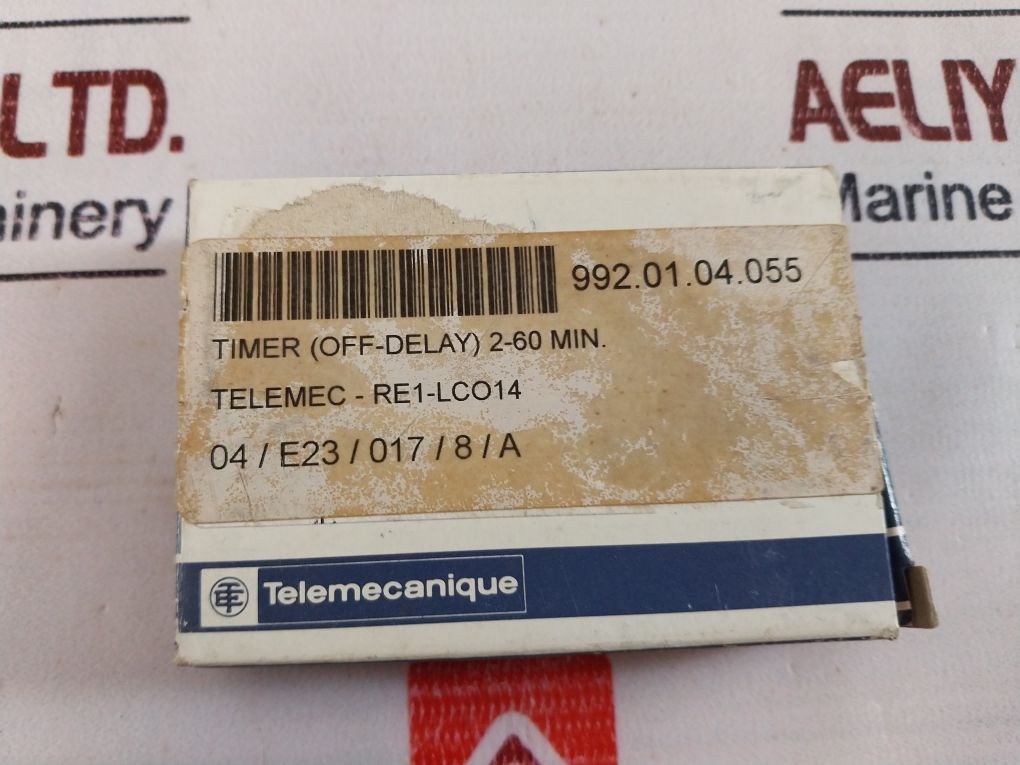 LTD.
AELIY
Marine
992.01.04.055
TIMER (OFF-DELAY) 2-60 MIN.
TELEMEC - RE1-LCO14
04 / E23 / 017 / 8 / A
Telemecanique